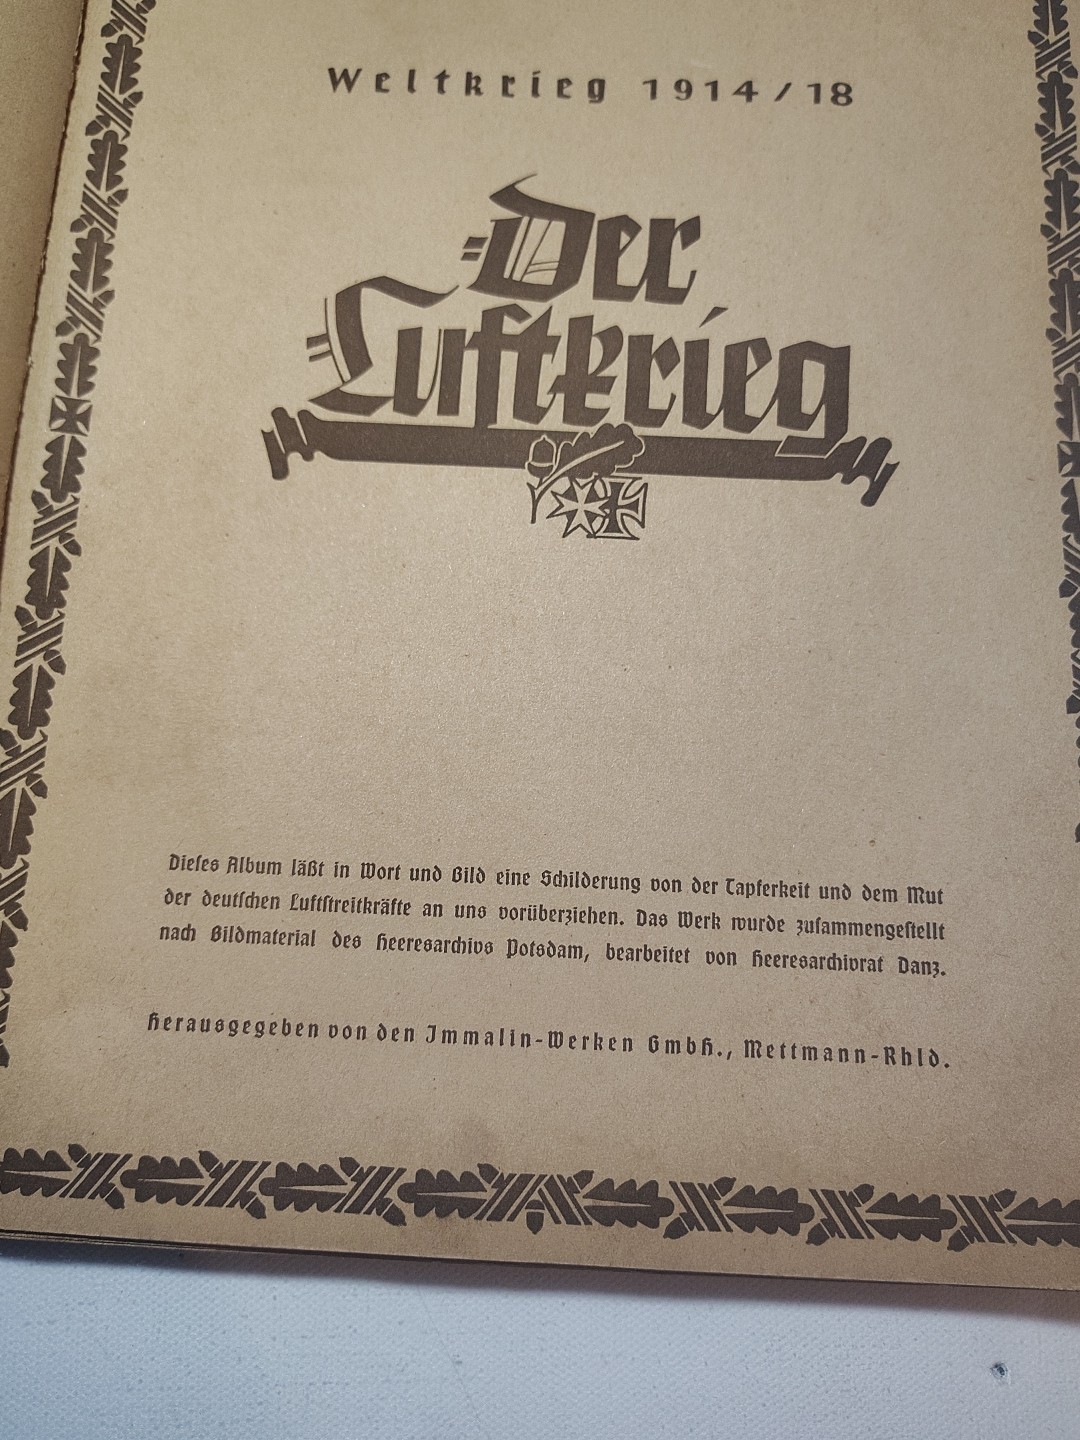 Weltkrieg 1914/18
Der
Luftkrieg
Dieses Album läßt in Wort und Bild eine Schilderung von der Tapferkeit und dem Mut
der deutschen Luftstreitkräfte an uns vorüberziehen. Das Werk wurde zusammengestellt
nach Bildmaterial des Heeresarchivs Potsdam, bearbeitet von Heeresarchivrat Danz.
Herausgegeben von den Immalin-Werken GmbH., Mettmann-Rhld.